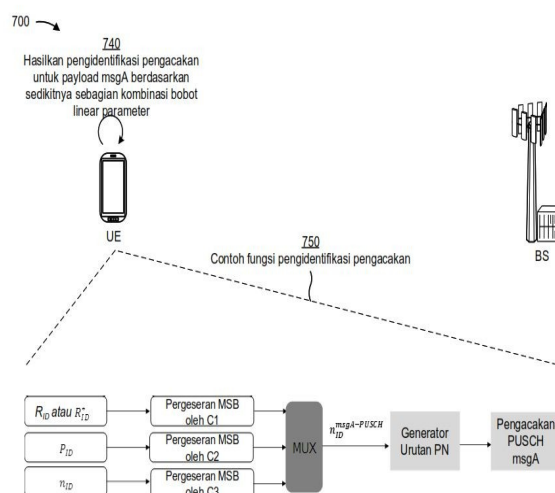 700
740
Hasilkan pengidentifikasi pengacakan
untuk payload msgA berdasarkan
sedikitnya sebagian kombinasi bobot
linear parameter
UE
BS
750
Contoh fungsi pengidentifikasi pengacakan
R_ID atau R*_ID
Pergeseran MSB
oleh C1
P_ID
Pergeseran MSB
oleh C2
n_ID
Pergeseran MSB
oleh C3
MUX
n_ID^msgA-PUSCH
Generator
Urutan PN
Pengacakan
PUSCH
msgA